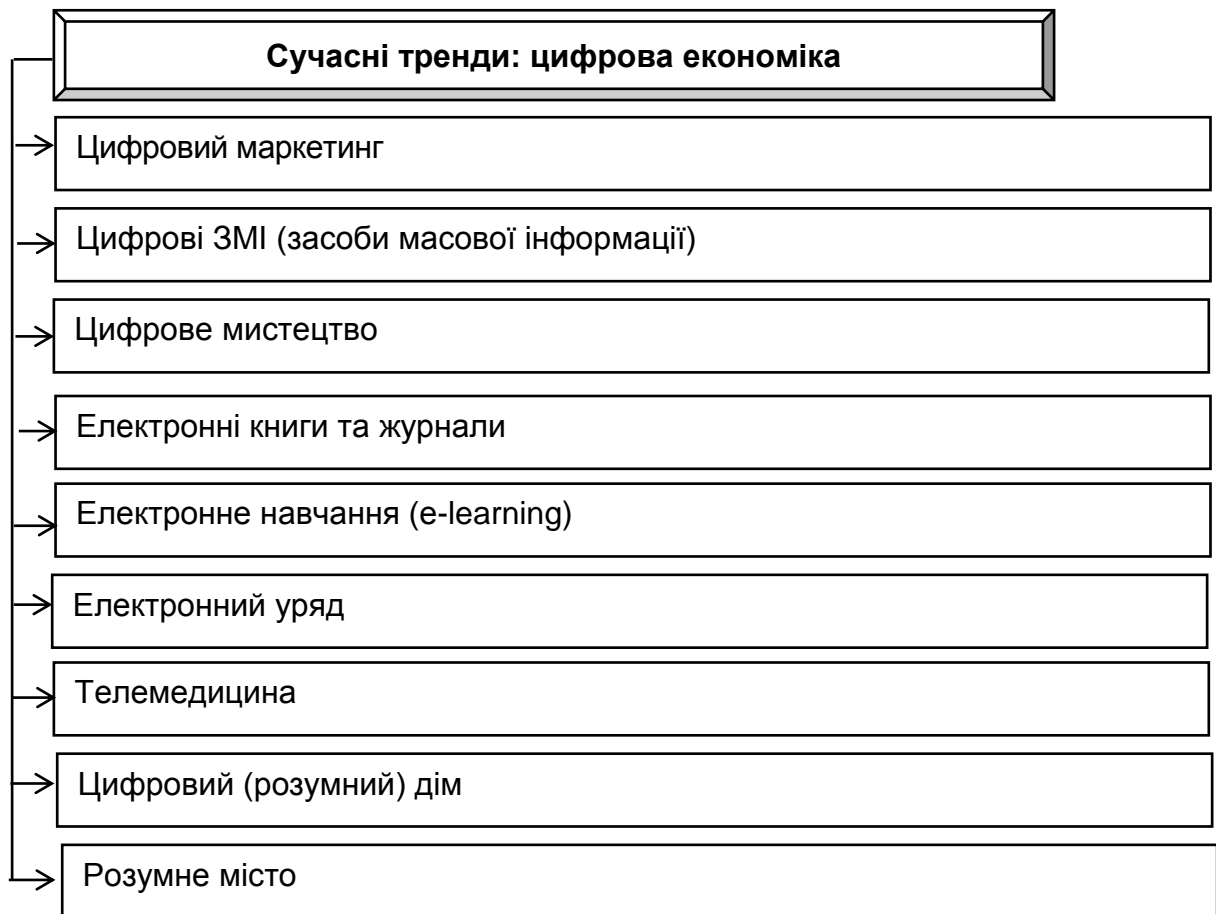 Сучасні тренди: цифрова економіка
Цифровий маркетинг
Цифрові ЗМІ (засоби масової інформації)
Цифрове мистецтво
Електронні книги та журнали
Електронне навчання (e-learning)
Електронний уряд
Телемедицина
Цифровий (розумний) дім
Розумне місто